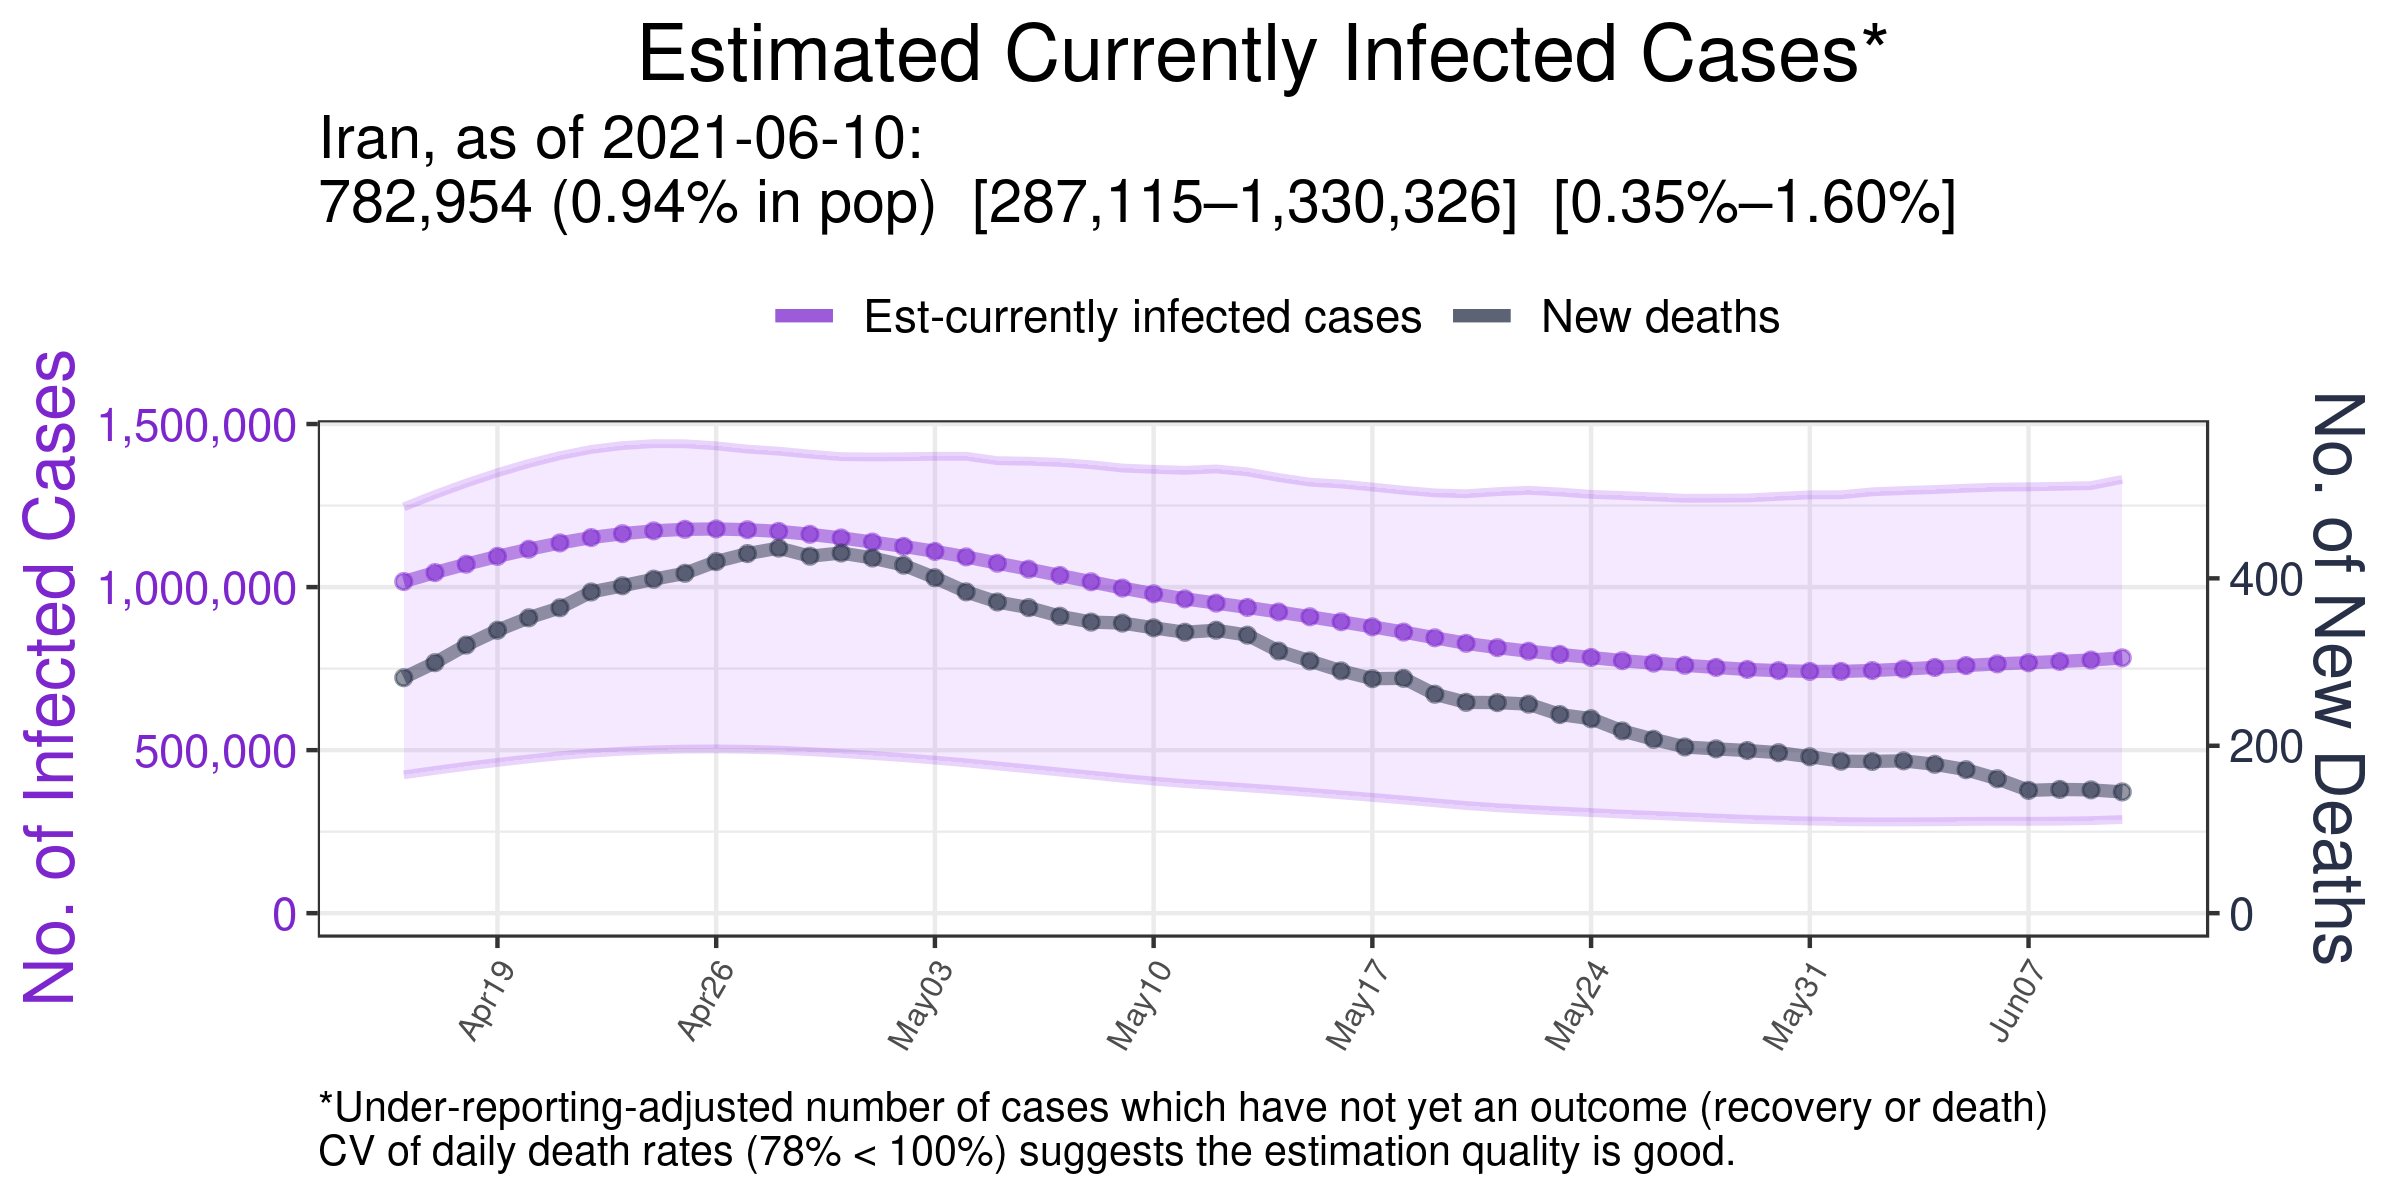 Estimated Currently Infected Cases*
Iran, as of 2021-06-10:
782,954 (0.94% in pop)  [287,115–1,330,326]  [0.35%–1.60%]
Est-currently infected cases
New deaths
No. of Infected Cases
1,500,000
1,000,000
500,000
0
No. of New Deaths
400
200
0
Apr19
Apr26
May03
May10
May17
May24
May31
Jun07
*Under-reporting-adjusted number of cases which have not yet an outcome (recovery or death)
CV of daily death rates (78% < 100%) suggests the estimation quality is good.